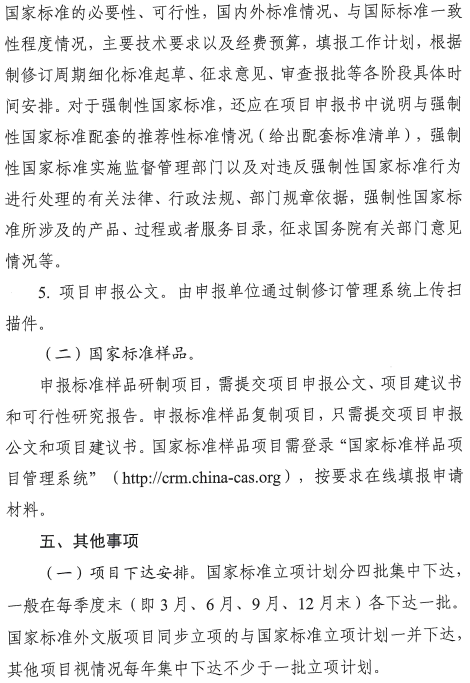 国家标准的必要性、可行性，国内外标准情况、与国际标准一致
性程度情况，主要技术要求以及经费预算，填报工作计划，根据
制修订周期细化标准起草、征求意见、审查报批等各阶段具体时
间安排。对于强制性国家标准，还应在项目申报书中说明与强制
性国家标准配套的推荐性标准情况（给出配套标准清单），强制
性国家标准实施监督管理部门以及对违反强制性国家标准行为
进行处理的有关法律、行政法规、部门规章依据，强制性国家标
准所涉及的产品、过程或者服务目录，征求国务院有关部门意见
情况等。
5. 项目申报公文。由申报单位通过制修订管理系统上传扫
描件。
（二）国家标准样品。
申报标准样品研制项目，需提交项目申报公文、项目建议书
和可行性研究报告。申报标准样品复制项目，只需提交项目申报
公文和项目建议书。国家标准样品项目需登录“国家标准样品项
目管理系统”（http://crm.china-cas.org），按要求在线填报申请
材料。
五、其他事项
（一）项目下达安排。国家标准立项计划分四批集中下达，
一般在每季度末（即 3 月、6 月、9 月、12 月末）各下达一批。
国家标准外文版项目同步立项的与国家标准立项计划一并下达，
其他项目视情况每年集中下达不少于一批立项计划。